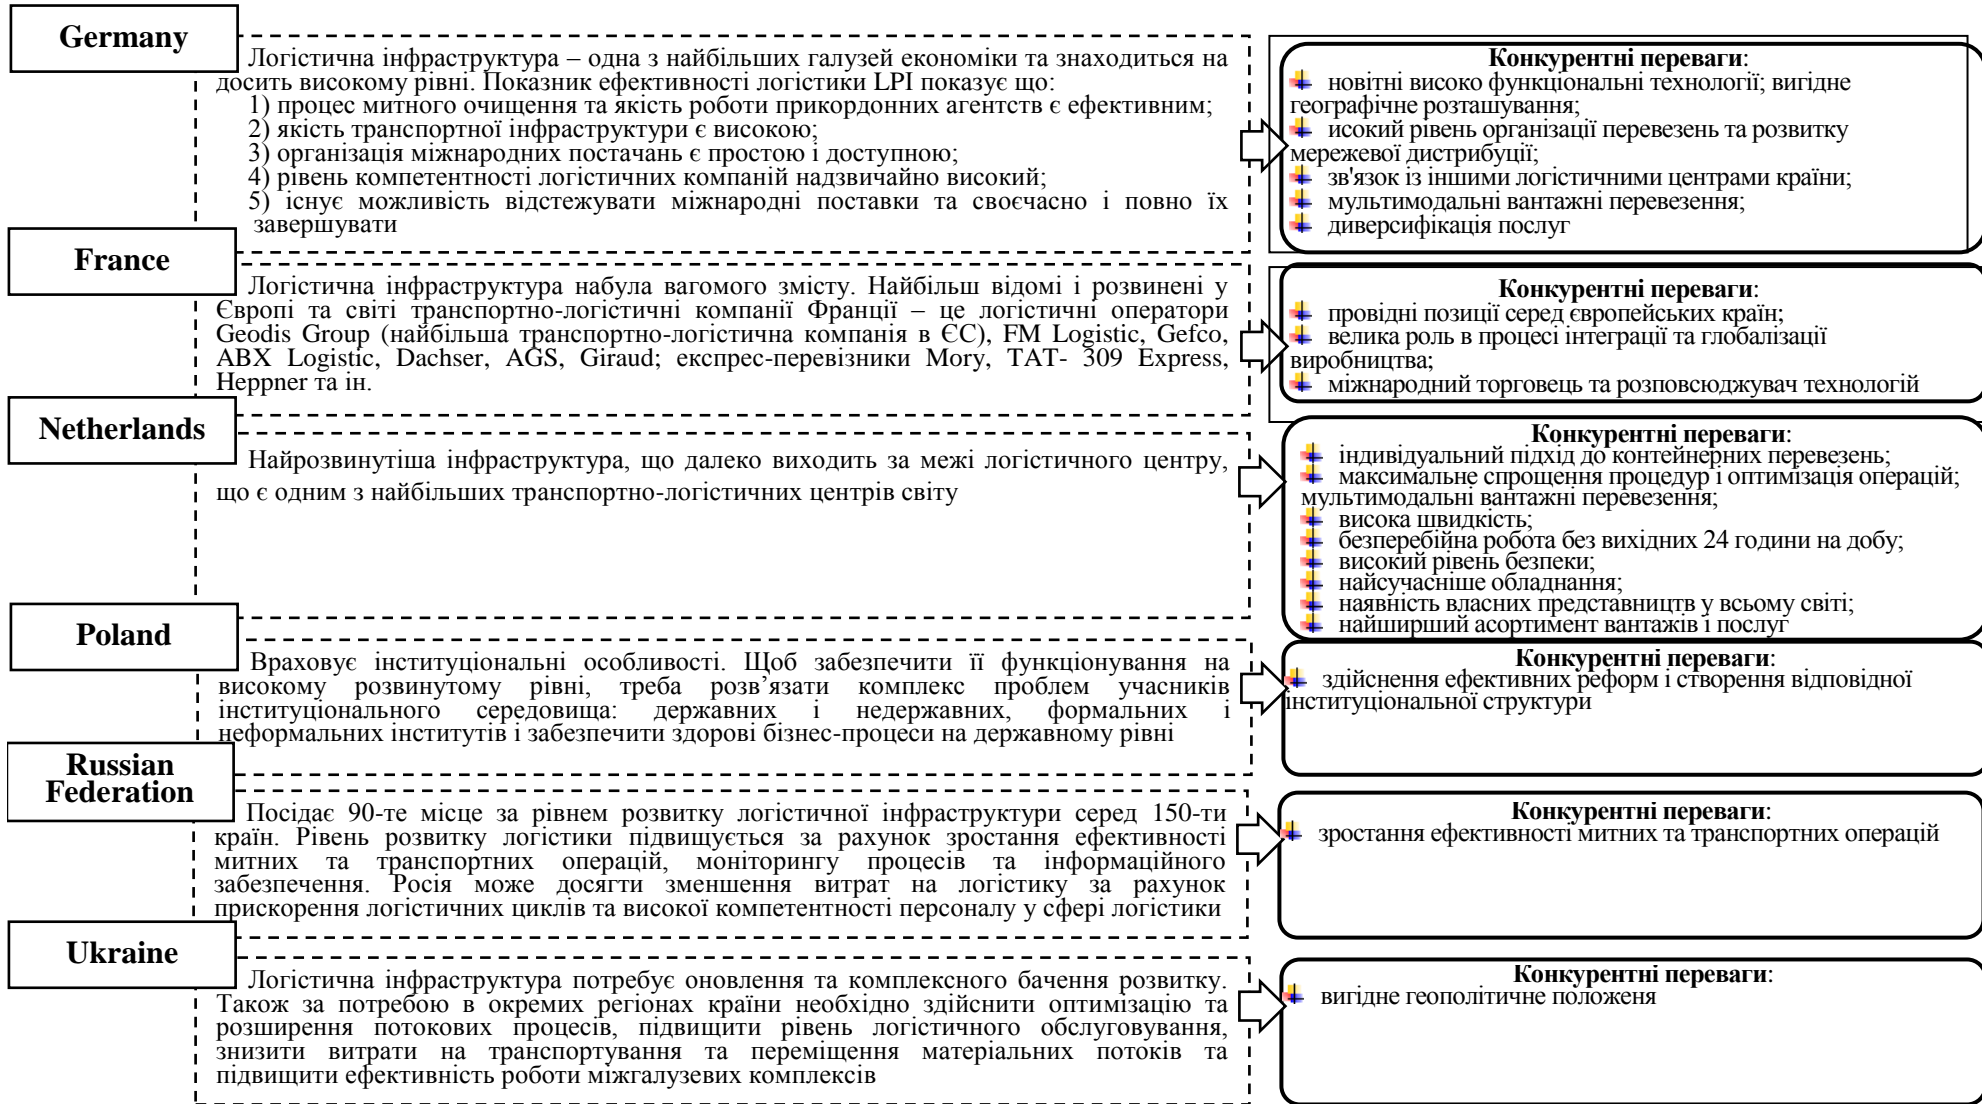 Germany
Логістична інфраструктура – одна з найбільших галузей економіки та знаходиться на
досить високому рівні. Показник ефективності логістики LPI показує що:
1) процес митного очищення та якість роботи прикордонних агентств є ефективним;
2) якість транспортної інфраструктури є високою;
3) організація міжнародних постачань є простою і доступною;
4) рівень компетентності логістичних компаній надзвичайно високий;
5) існує можливість відстежувати міжнародні поставки та своєчасно і повно їх
завершувати
Конкурентні переваги:
новітні високо функціональні технології; вигідне
географічне розташування;
исокий рівень організації перевезень та розвитку
мережевої дистрибуції;
зв'язок із іншими логістичними центрами країни;
мультимодальні вантажні перевезення;
диверсифікація послуг
France
Логістична інфраструктура набула вагомого змісту. Найбільш відомі і розвинені у
Європі та світі транспортно-логістичні компанії Франції – це логістичні оператори
Geodis Group (найбільша транспортно-логістична компанія в ЄС), FM Logistic, Gefco,
ABX Logistic, Dachser, AGS, Giraud; експрес-перевізники Mory, TAT- 309 Express,
Heppner та ін.
Конкурентні переваги:
провідні позиції серед європейських країн;
велика роль в процесі інтеграції та глобалізації
виробництва;
міжнародний торговець та розповсюджувач технологій
Netherlands
Найрозвинутіша інфраструктура, що далеко виходить за межі логістичного центру,
що є одним з найбільших транспортно-логістичних центрів світу
Конкурентні переваги:
індивідуальний підхід до контейнерних перевезень;
максимальне спрощення процедур і оптимізація операцій;
мультимодальні вантажні перевезення;
висока швидкість;
безперебійна робота без вихідних 24 години на добу;
високий рівень безпеки;
найсучасніше обладнання;
наявність власних представництв у всьому світі;
найширший асортимент вантажів і послуг
Poland
Враховує інституціональні особливості. Щоб забезпечити її функціонування на
високому розвинутому рівні, треба розв’язати комплекс проблем учасників
інституціонального середовища: державних і недержавних, формальних і
неформальних інститутів і забезпечити здорові бізнес-процеси на державному рівні
Конкурентні переваги:
здійснення ефективних реформ і створення відповідної
інституціональної структури
Russian
Federation
Посідає 90-те місце за рівнем розвитку логістичної інфраструктури серед 150-ти
країн. Рівень розвитку логістики підвищується за рахунок зростання ефективності
митних та транспортних операцій, моніторингу процесів та інформаційного
забезпечення. Росія може досягти зменшення витрат на логістику за рахунок
прискорення логістичних циклів та високої компетентності персоналу у сфері логістики
Конкурентні переваги:
зростання ефективності митних та транспортних операцій
Ukraine
Логістична інфраструктура потребує оновлення та комплексного бачення розвитку.
Також за потребою в окремих регіонах країни необхідно здійснити оптимізацію та
розширення потокових процесів, підвищити рівень логістичного обслуговування,
знизити витрати на транспортування та переміщення матеріальних потоків та
підвищити ефективність роботи міжгалузевих комплексів
Конкурентні переваги:
вигідне геополітичне положеня